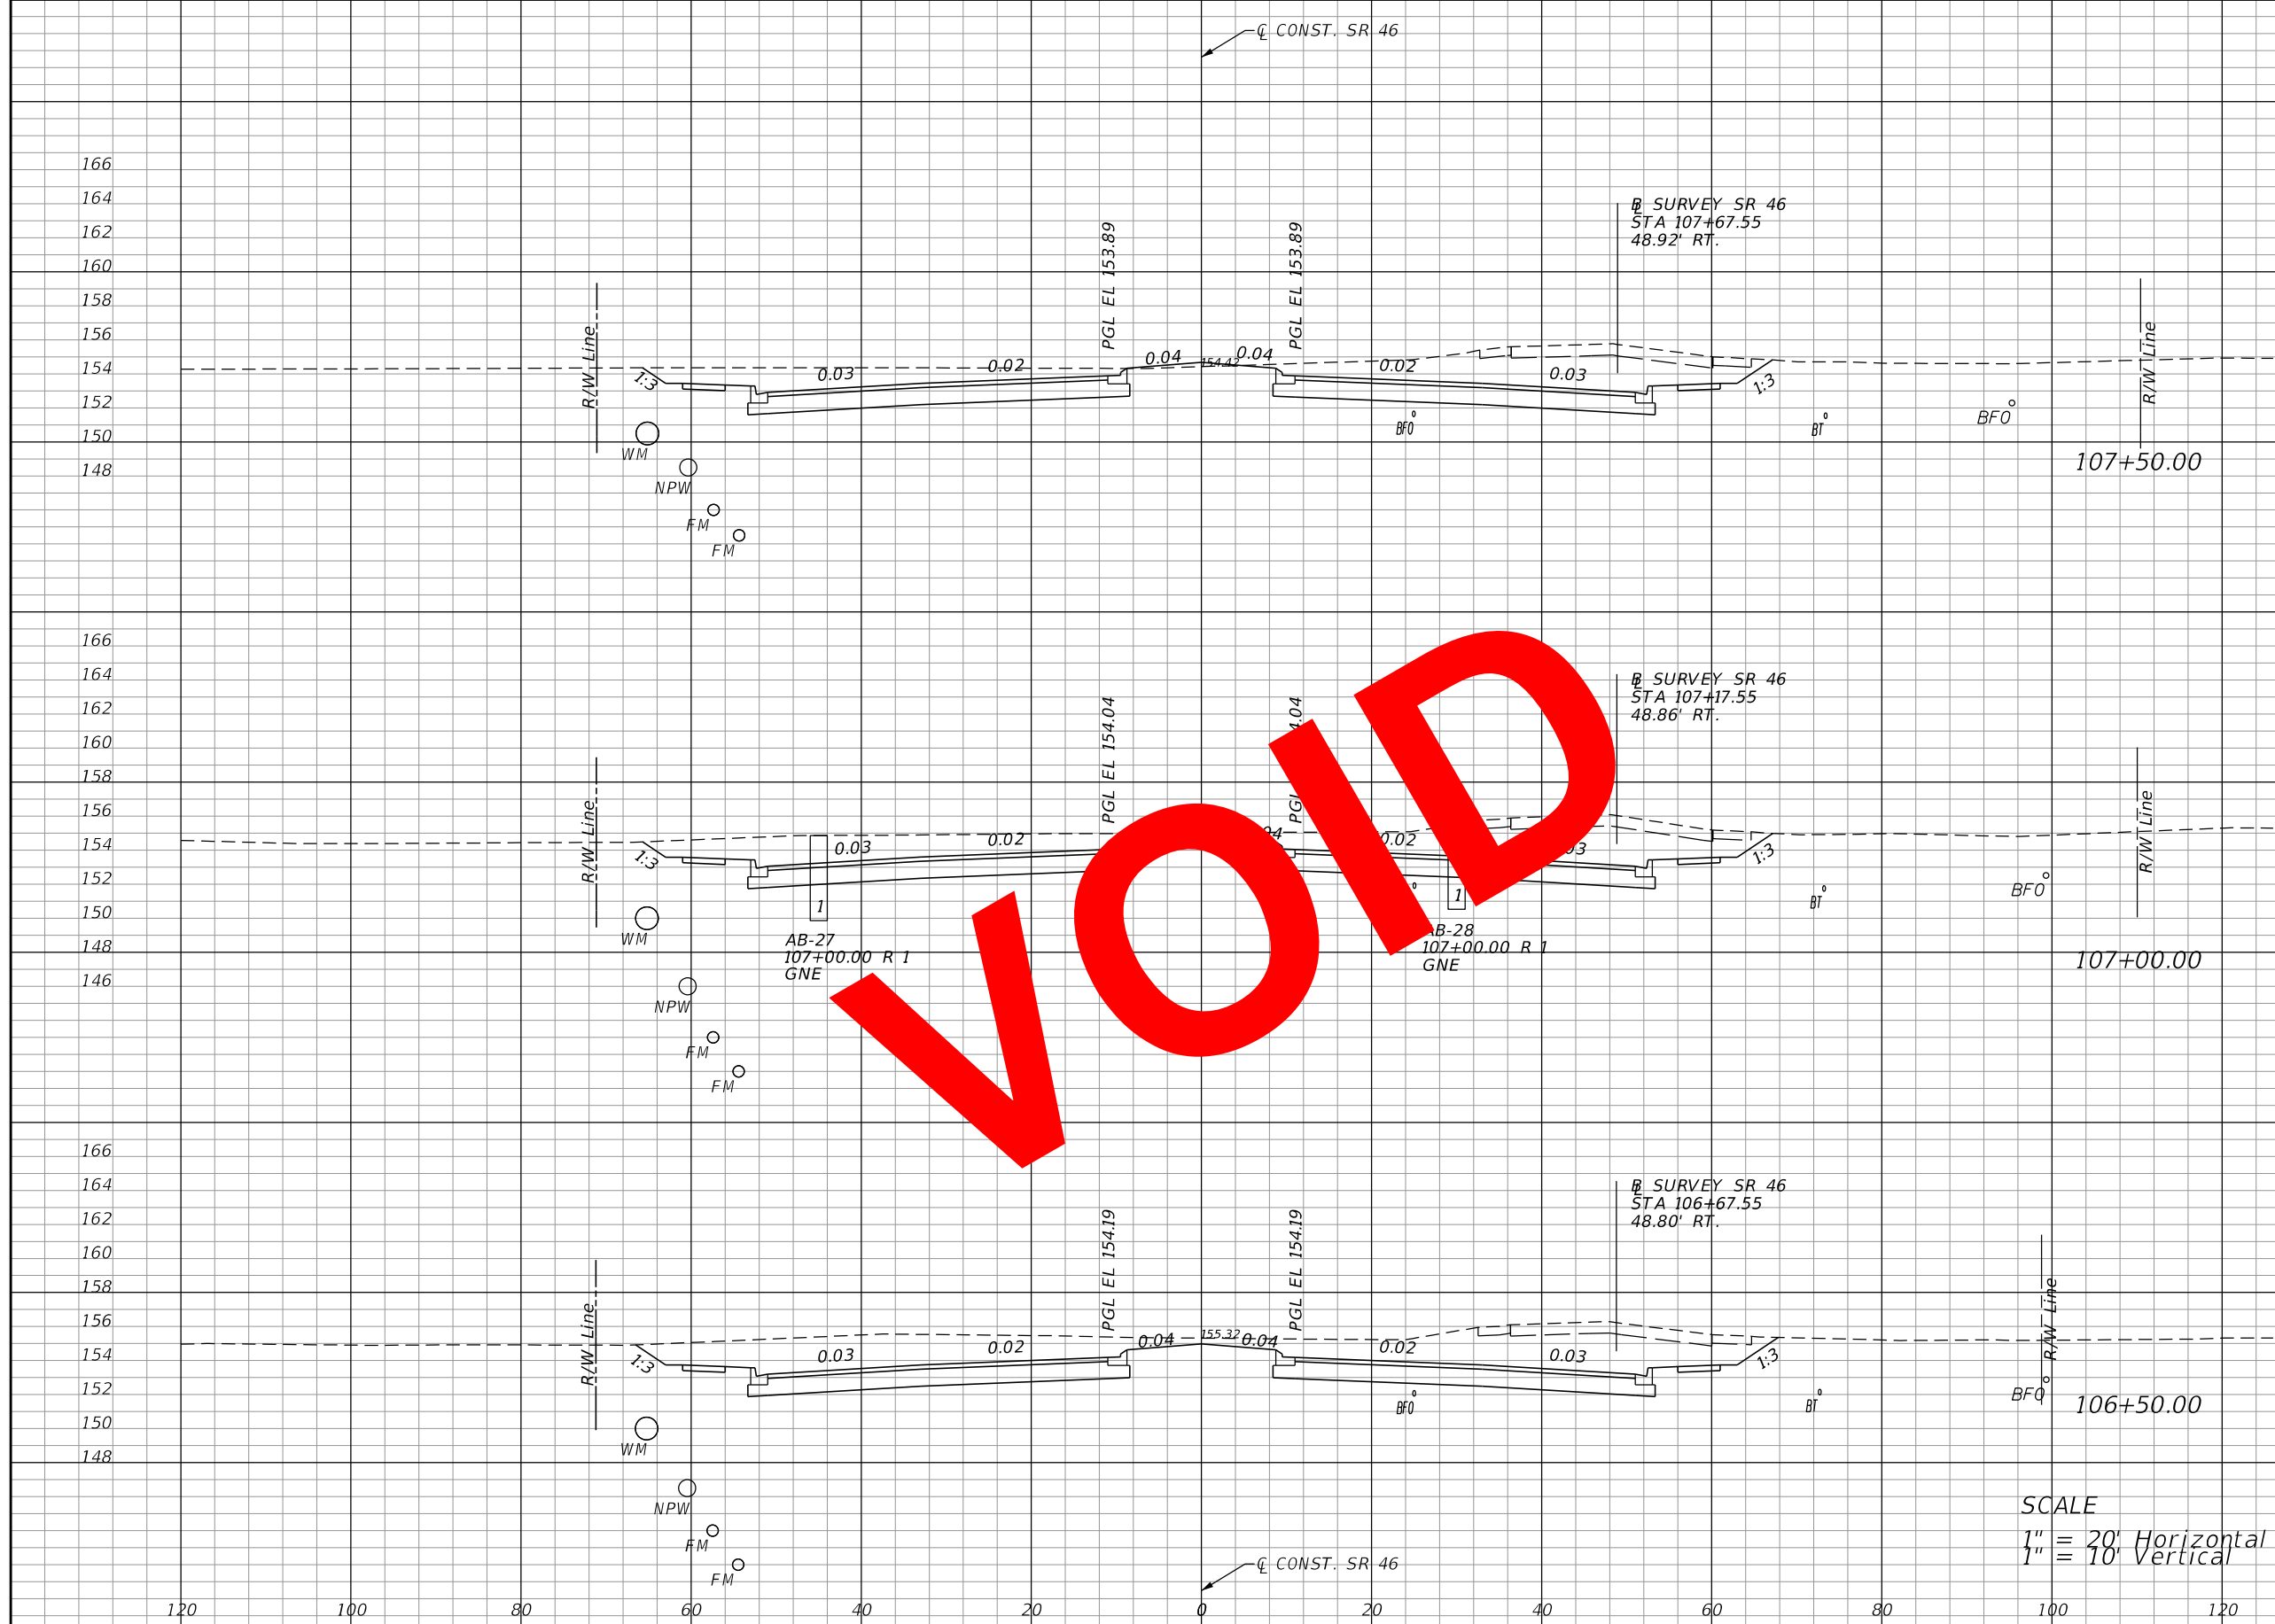 ℄ CONST. SR 46
166
164
162
160
158
156
154
152
150
148
R/W Line
1:3
0.03
0.02
PGL EL 153.89
0.04
154.42
0.04
PGL EL 153.89
0.02
0.03
1:3
B̲L SURVEY SR 46
STA 107+67.55
48.92' RT.
R/W Line
WM
NPW
FM
FM
BFO
BT
BFO
107+50.00
166
164
162
160
158
156
154
152
150
148
146
R/W Line
1:3
0.03
0.02
PGL EL 154.04
0.02
1:3
BL SURVEY SR 46
STA 107+17.55
48.86' RT.
R/W Line
WM
NPW
FM
FM
1
AB-27
107+00.00 R 1
GNE
1
AB-28
107+00.00 R 1
GNE
BT
BFO
107+00.00
VOID
166
164
162
160
158
156
154
152
150
148
R/W Line
1:3
0.03
0.02
PGL EL 154.19
0.04
155.32
0.04
PGL EL 154.19
0.02
0.03
1:3
BL SURVEY SR 46
STA 106+67.55
48.80' RT.
R/W Line
WM
NPW
FM
FM
BFO
BT
BFO
106+50.00
℄ CONST. SR 46
SCALE
1" = 20' Horizontal
1" = 10' Vertical
120 100 80 60 40 20 0 20 40 60 80 100 120